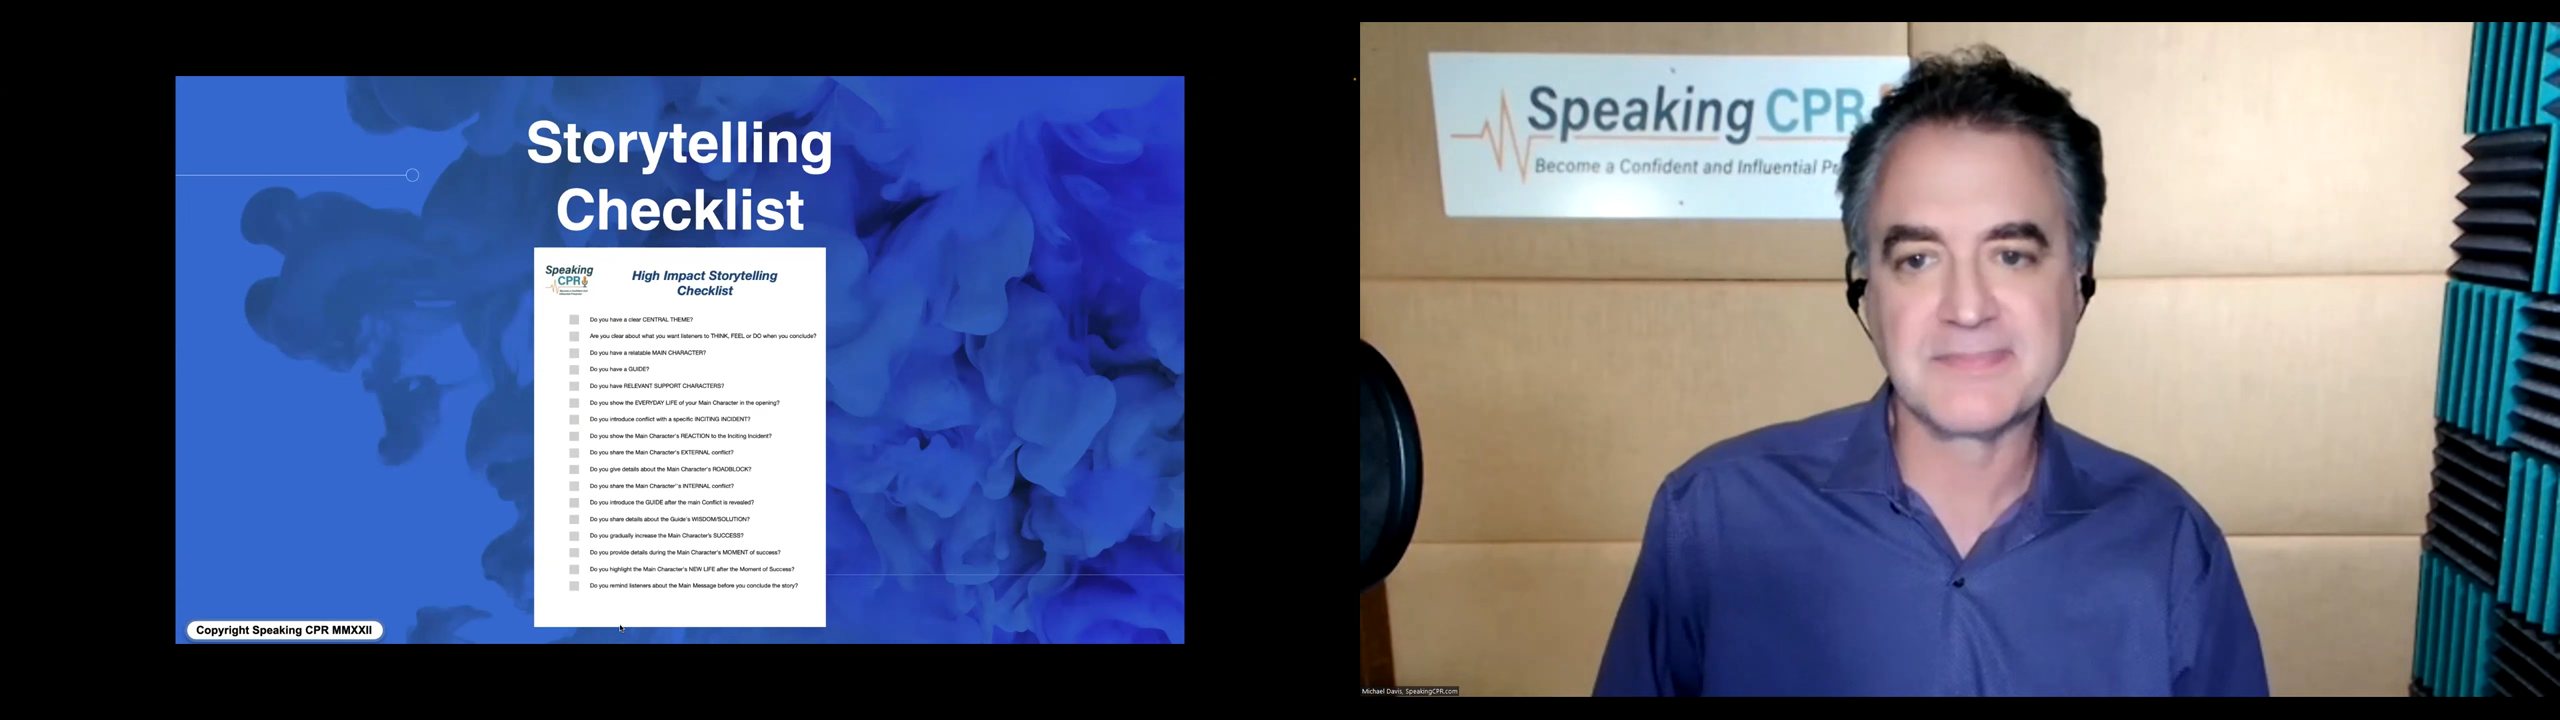 Storytelling
Checklist
Speaking
CPR
High Impact Storytelling
Checklist
Do you have a clear CENTRAL THEME?
Are you clear about what you want listeners to THINK, FEEL or DO when you conclude?
Do you have a relatable MAIN CHARACTER?
Do you have a GUIDE?
Do you have RELEVANT SUPPORT CHARACTERS?
Do you show the EVERYDAY LIFE of your Main Character in the opening?
Do you introduce conflict with a specific INCITING INCIDENT?
Do you show the Main Character's REACTION to the Inciting Incident?
Do you share the Main Character's EXTERNAL conflict?
Do you give details about the Main Character's ROADBLOCK?
Do you share the Main Character''s INTERNAL conflict?
Do you introduce the GUIDE after the main Conflict is revealed?
Do you share details about the Guide's WISDOM/SOLUTION?
Do you gradually increase the Main Character's SUCCESS?
Do you provide details during the Main Character's MOMENT of success?
Do you highlight the Main Character's NEW LIFE after the Moment of Success?
Do you remind listeners about the Main Message before you conclude the story?
Copyright Speaking CPR MMXXII
Speaking CPR
Become a Confident and Influential
Michael Davis, SpeakingCPR.com